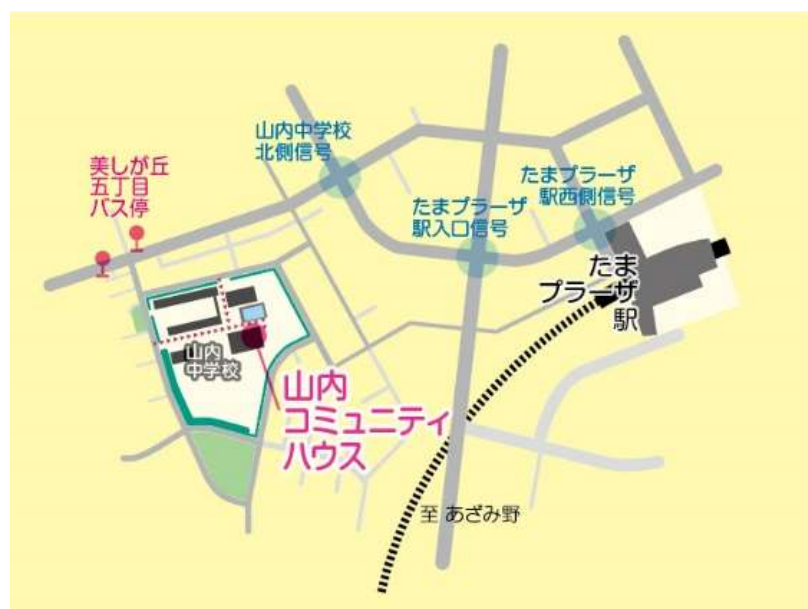 山内中学校
北側信号
美しが丘
五丁目
バス停
たまプラーザ
駅西側信号
たまプラーザ
駅入口信号
たま
プラーザ
駅
山内
中学校
山内
コミュニティ
ハウス
至 あざみ野